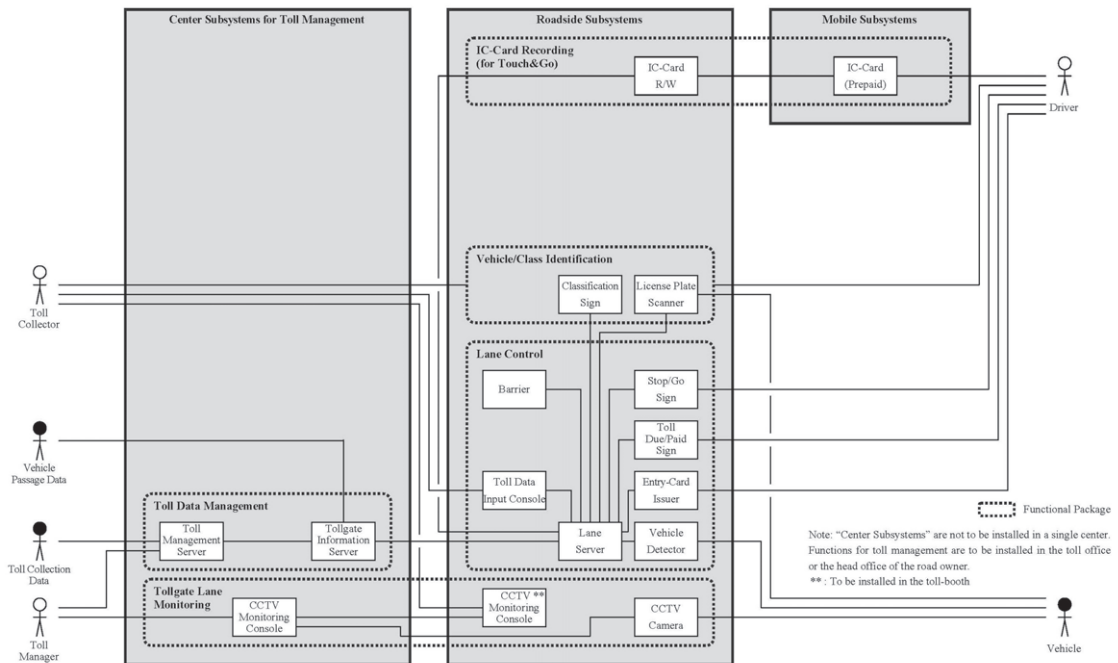 Center Subsystems for Toll Management
Roadside Subsystems
Mobile Subsystems
IC-Card Recording
(for Touch&Go)
IC-Card
R/W
IC-Card
(Prepaid)
Driver
Vehicle/Class Identification
Classification
Sign
License Plate
Scanner
Toll
Collector
Lane Control
Barrier
Stop/Go
Sign
Toll
Due/Paid
Sign
Vehicle
Passage Data
Toll Data
Input Console
Entry-Card
Issuer
Toll Data Management
Toll
Management
Server
Tollgate
Information
Server
Lane
Server
Vehicle
Detector
Toll Collection
Data
Functional Package
Note: “Center Subsystems” are not to be installed in a single center.
Functions for toll management are to be installed in the toll office
or the head office of the road owner.
** : To be installed in the toll-booth
Tollgate Lane
Monitoring
CCTV
Monitoring
Console
CCTV **
Monitoring
Console
CCTV
Camera
Toll
Manager
Vehicle